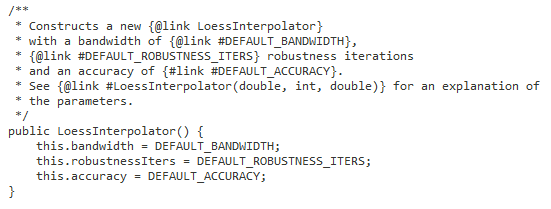 /**
 * Constructs a new {@link LoessInterpolator}
 * with a bandwidth of {@link #DEFAULT_BANDWIDTH},
 * {@link #DEFAULT_ROBUSTNESS_ITERS} robustness iterations
 * and an accuracy of {#link #DEFAULT_ACCURACY}.
 * See {@link #LoessInterpolator(double, int, double)} for an explanation of
 * the parameters.
 */
public LoessInterpolator() {
    this.bandwidth = DEFAULT_BANDWIDTH;
    this.robustnessIters = DEFAULT_ROBUSTNESS_ITERS;
    this.accuracy = DEFAULT_ACCURACY;
}